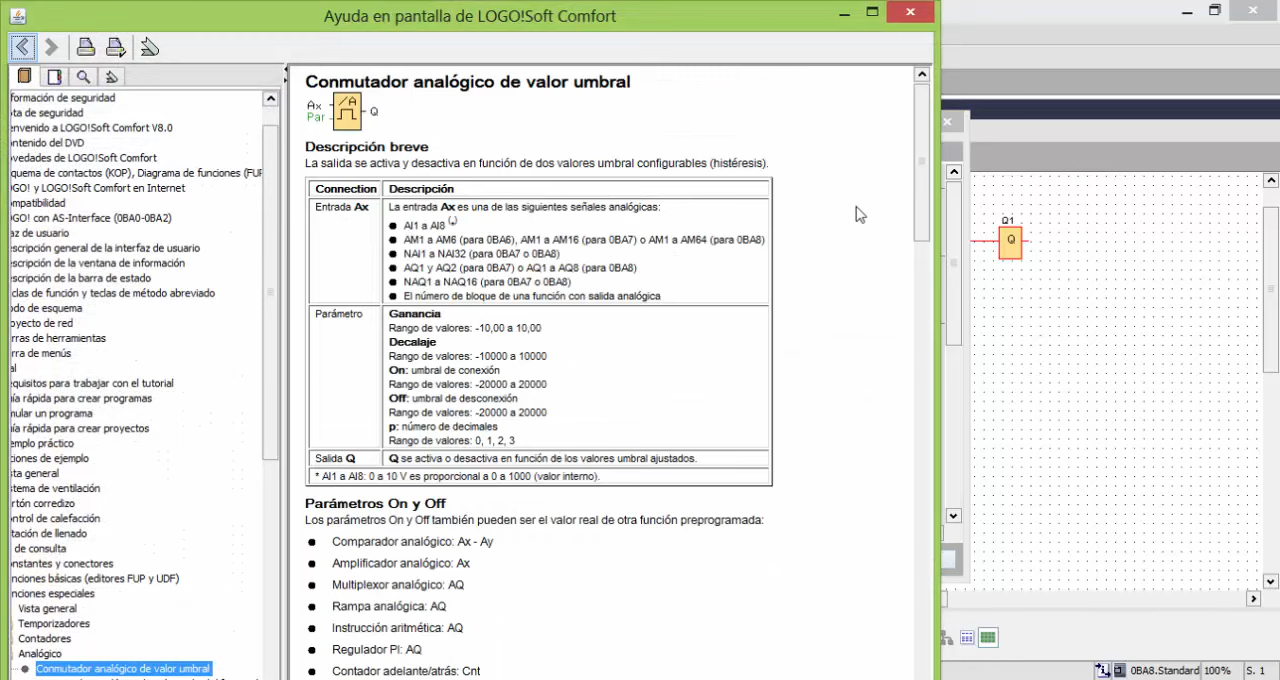 Ayuda en pantalla de LOGO!Soft Comfort
formación de seguridad
ta de seguridad
envenido a LOGO!Soft Comfort V8.0
ntenido del DVD
vedades de LOGO!Soft Comfort
quema de contactos (KOP), Diagrama de funciones (FUP
GO! y LOGO!Soft Comfort en Internet
mpatibilidad
GO! con AS-Interface (0BA0-0BA2)
az de usuario
scripción general de la interfaz de usuario
scripción de la ventana de información
scripción de la barra de estado
clas de función y teclas de método abreviado
odo de esquema
oyecto de red
rras de herramientas
rra de menús
al
quisitos para trabajar con el tutorial
ía rápida para crear programas
mular un programa
ía rápida para crear proyectos
emplo práctico
iones de ejemplo
sta general
stema de ventilación
rtón corredizo
ontrol de calefacción
tación de llenado
de consulta
nstantes y conectores
nciones básicas (editores FUP y UDF)
nciones especiales
Vista general
Temporizadores
Contadores
Analógico
Conmutador analógico de valor umbral
Conmutador analógico de valor umbral
Ax
Par
/A
Q
Descripción breve
La salida se activa y desactiva en función de dos valores umbral configurables (histéresis).
Connection Descripción
Entrada Ax La entrada Ax es una de las siguientes señales analógicas:
● AI1 a AI8
● AM1 a AM6 (para 0BA6), AM1 a AM16 (para 0BA7) o AM1 a AM64 (para 0BA8)
● NAI1 a NAI32 (para 0BA7 o 0BA8)
● AQ1 y AQ2 (para 0BA7) o AQ1 a AQ8 (para 0BA8)
● NAQ1 a NAQ16 (para 0BA7 o 0BA8)
● El número de bloque de una función con salida analógica
Parámetro Ganancia
Rango de valores: -10,00 a 10,00
Decalaje
Rango de valores: -10000 a 10000
On: umbral de conexión
Rango de valores: -20000 a 20000
Off: umbral de desconexión
Rango de valores: -20000 a 20000
p: número de decimales
Rango de valores: 0, 1, 2, 3
Salida Q Q se activa o desactiva en función de los valores umbral ajustados.
* AI1 a AI8: 0 a 10 V es proporcional a 0 a 1000 (valor interno).
Parámetros On y Off
Los parámetros On y Off también pueden ser el valor real de otra función preprogramada:
● Comparador analógico: Ax - Ay
● Amplificador analógico: Ax
● Multiplexor analógico: AQ
● Rampa analógica: AQ
● Instrucción aritmética: AQ
● Regulador PI: AQ
● Contador adelante/atrás: Cnt
Q1
Q
0BA8.Standard 100% S. 1